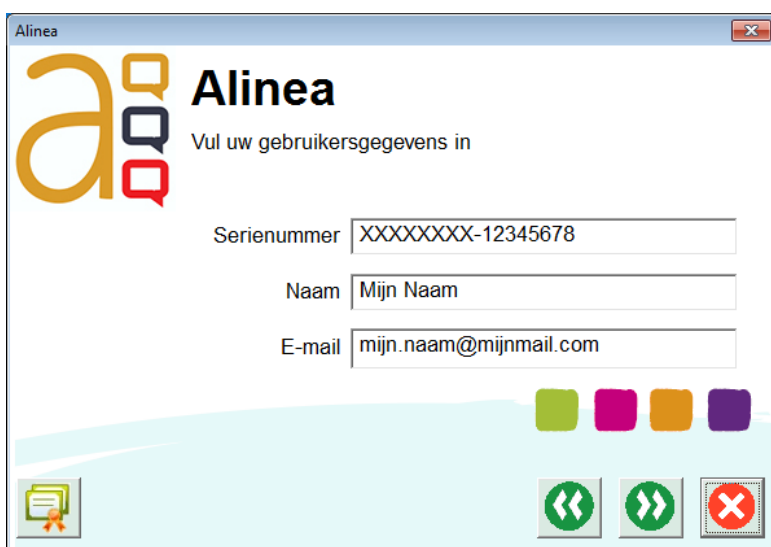 Alinea
Alinea
Vul uw gebruikersgegevens in
Serienummer XXXXXXXX-12345678
Naam Mijn Naam
E-mail mijn.naam@mijnmail.com